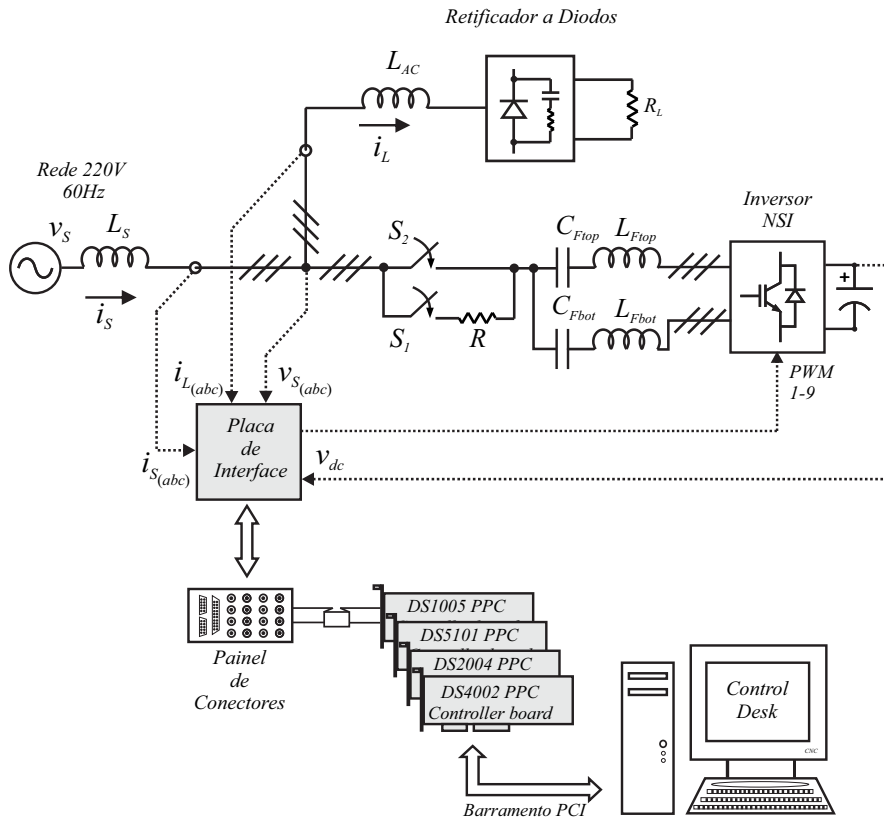 Retificador a Diodos
L_AC
R_L
i_L
Rede 220V
60Hz
v_S
L_S
i_S
S_2
S_1
R
C_Ftop
L_Ftop
C_Fbot
L_Fbot
Inversor
NSI
+
PWM
1-9
i_L(abc)
v_S(abc)
i_S(abc)
Placa
de
Interface
v_dc
Painel
de
Conectores
DS1005 PPC
DS5101 PPC
DS2004 PPC
DS4002 PPC
Controller board
Control
Desk
CNC
Barramento PCI